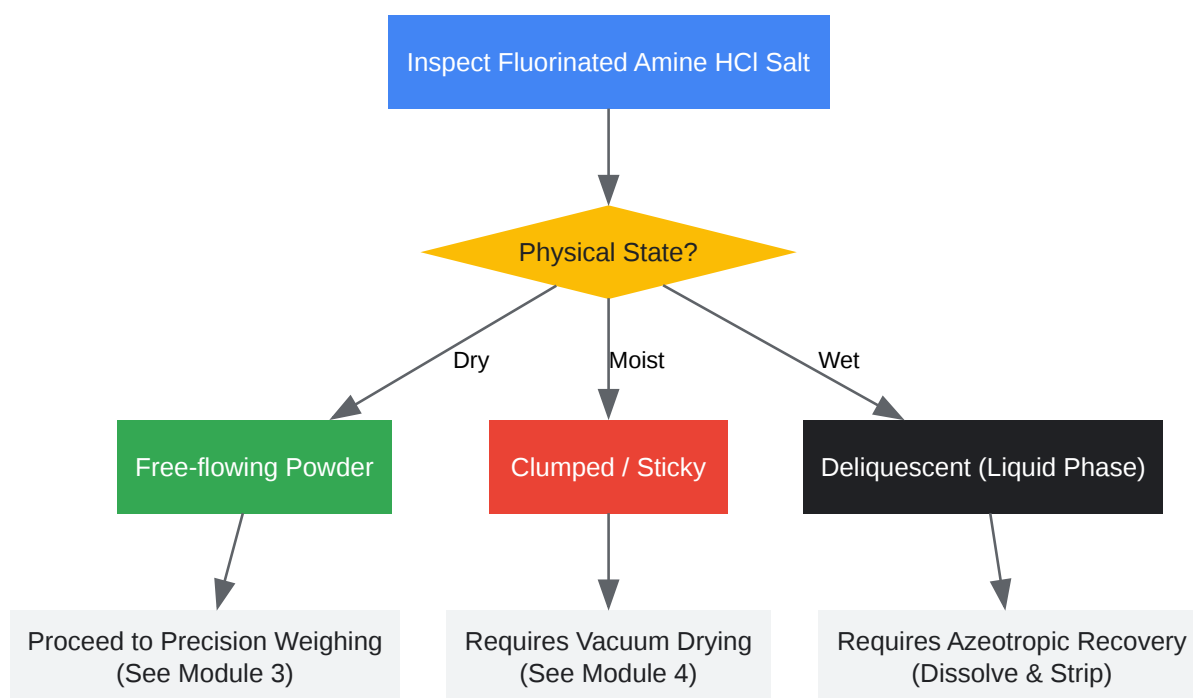 Inspect Fluorinated Amine HCl Salt
Physical State?
Dry
Moist
Wet
Free-flowing Powder
Clumped / Sticky
Deliquescent (Liquid Phase)
Proceed to Precision Weighing
(See Module 3)
Requires Vacuum Drying
(See Module 4)
Requires Azeotropic Recovery
(Dissolve & Strip)